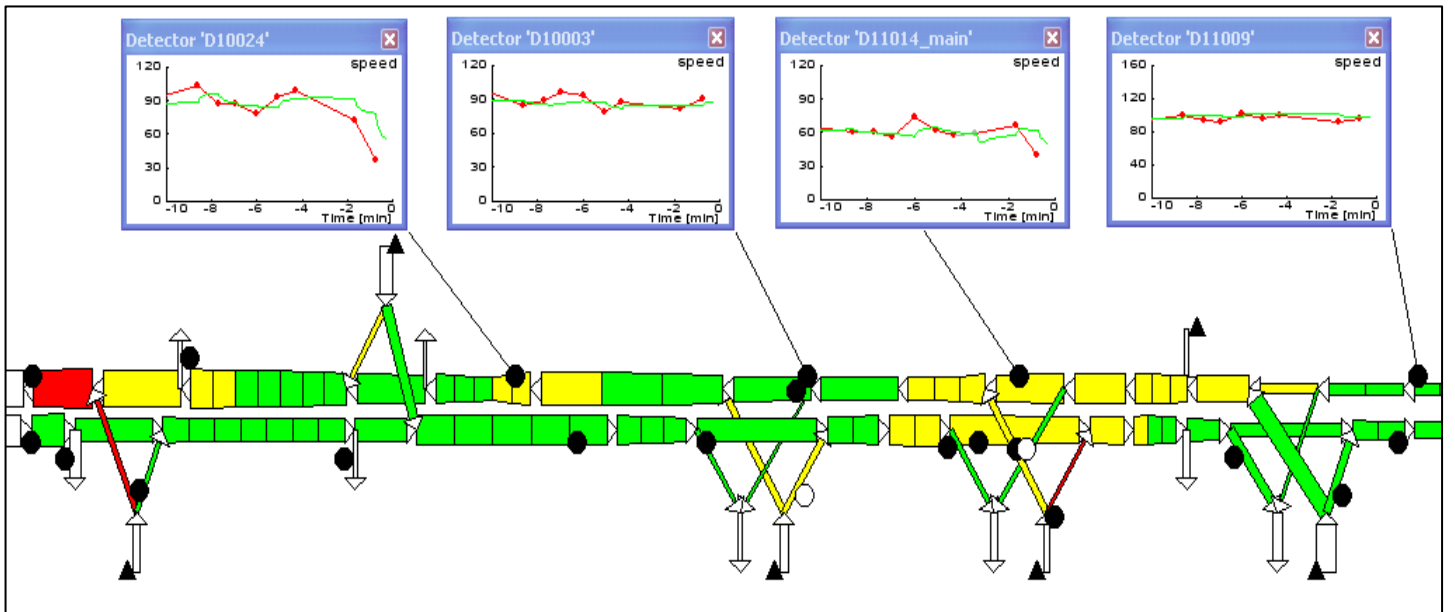 Detector 'D10024'
speed
120
90
60
30
0
-10 -8 -6 -4 -2 0
Time [min]
Detector 'D10003'
speed
120
90
60
30
0
-10 -8 -6 -4 -2 0
Time [min]
Detector 'D11014_main'
speed
120
90
60
30
0
-10 -8 -6 -4 -2 0
Time [min]
Detector 'D11009'
speed
160
120
80
40
0
-10 -8 -6 -4 -2 0
Time [min]